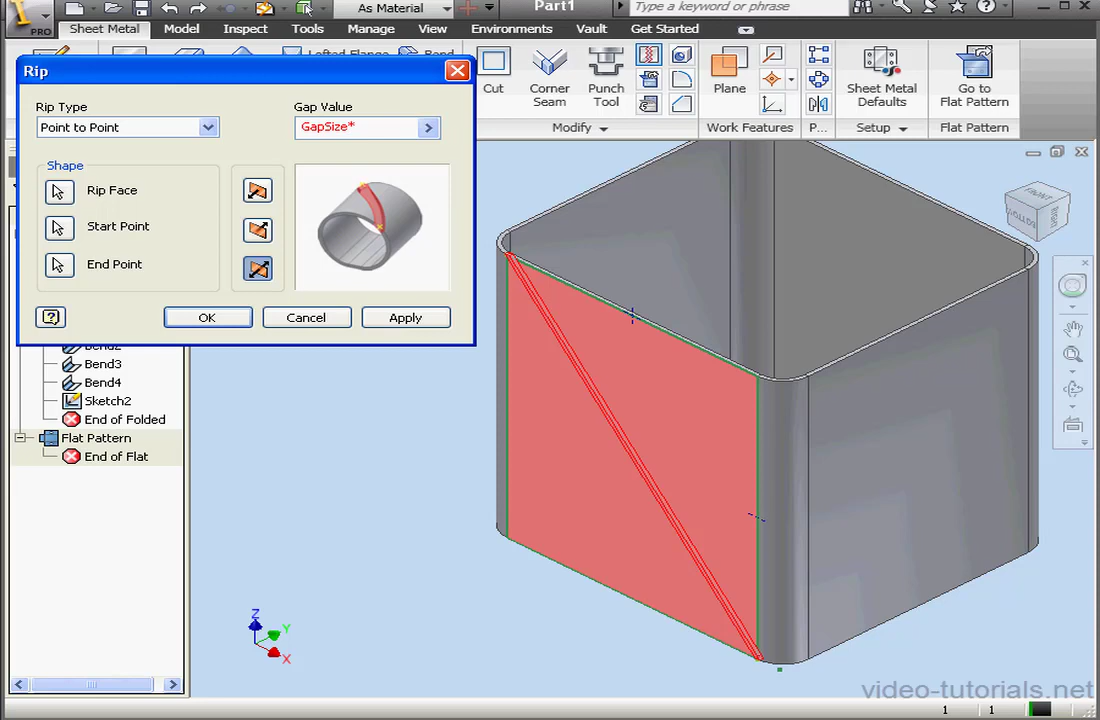 As Material
Part1
Type a keyword or phrase
PRO
Sheet Metal
Model
Inspect
Tools
Manage
View
Environments
Vault
Get Started
Lofted Flange
Bend
Cut
Corner Seam
Punch Tool
Plane
Sheet Metal Defaults
Go to Flat Pattern
Modify
Work Features
P...
Setup
Flat Pattern
Rip
Rip Type
Gap Value
Point to Point
GapSize*
Shape
Rip Face
Start Point
End Point
OK
Cancel
Apply
Bend2
Bend3
Bend4
Sketch2
End of Folded
Flat Pattern
End of Flat
FRONT
BOTTOM
RIGHT
Z
Y
X
video-tutorials.net
1
1